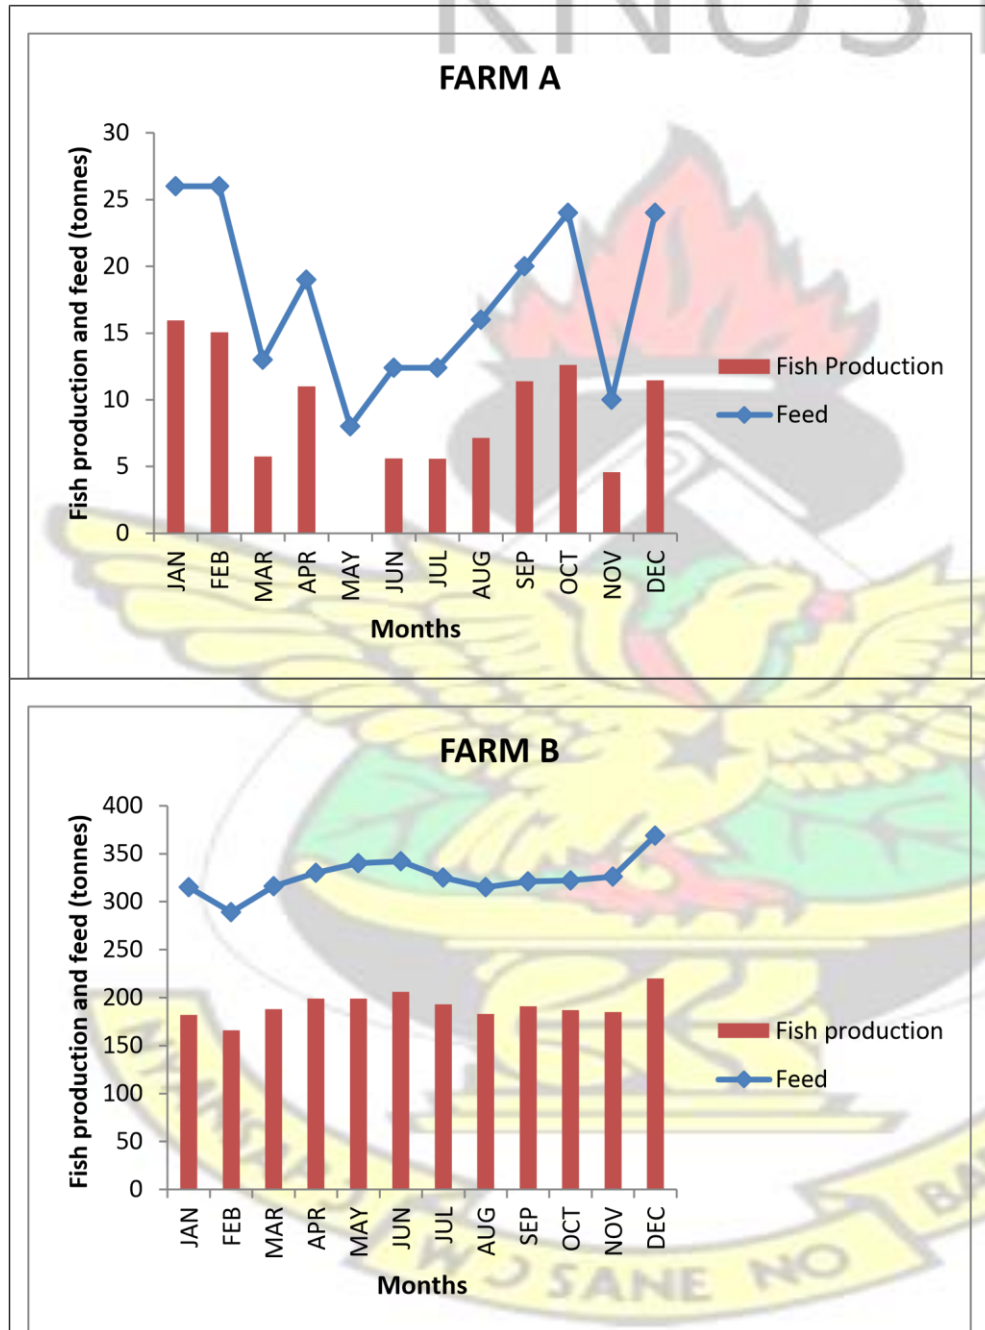 KNUST
FARM A
Fish production and feed (tonnes)
30
25
20
15
10
5
0
JAN FEB MAR APR MAY JUN JUL AUG SEP OCT NOV DEC
Months
Fish Production
Feed
FARM B
Fish production and feed (tonnes)
400
350
300
250
200
150
100
50
0
JAN FEB MAR APR MAY JUN JUL AUG SEP OCT NOV DEC
Months
Fish production
Feed
WJ SANE NO
BA